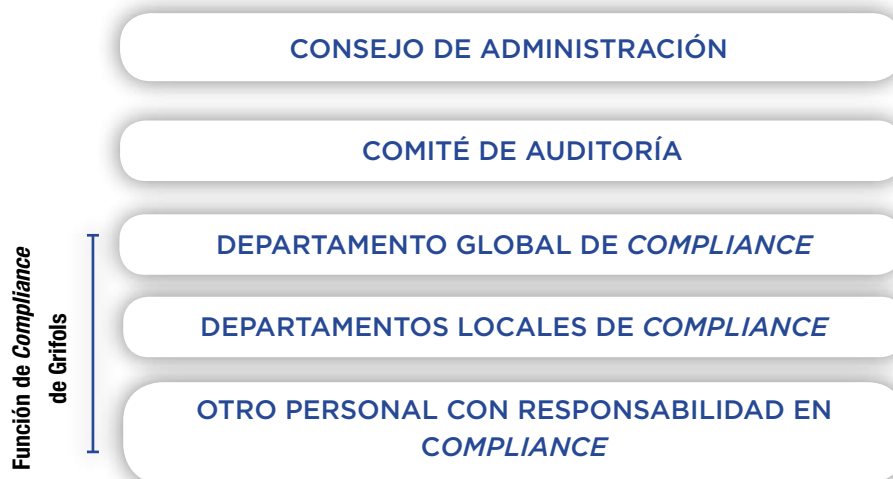 CONSEJO DE ADMINISTRACIÓN
COMITÉ DE AUDITORÍA
DEPARTAMENTO GLOBAL DE COMPLIANCE
DEPARTAMENTOS LOCALES DE COMPLIANCE
OTRO PERSONAL CON RESPONSABILIDAD EN
COMPLIANCE
Función de Compliance
de Grifols